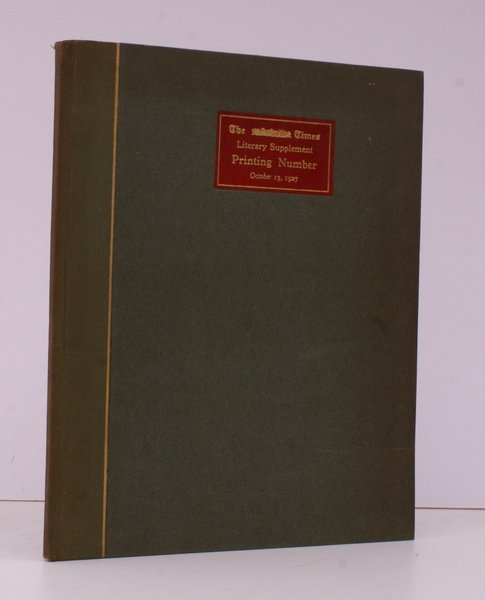 The Times
Literary Supplement
Printing Number
October 13, 1927